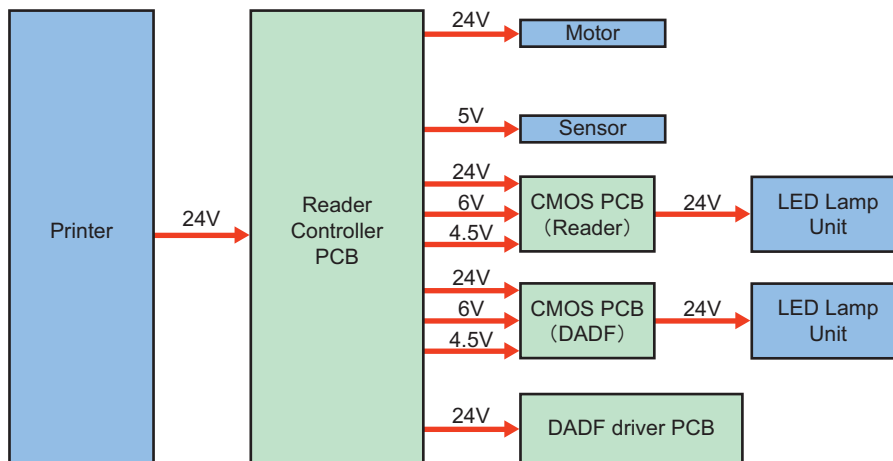 Printer
24V
Reader
Controller
PCB
24V
Motor
5V
Sensor
24V
6V
4.5V
CMOS PCB
（Reader）
24V
LED Lamp
Unit
24V
6V
4.5V
CMOS PCB
（DADF）
24V
LED Lamp
Unit
24V
DADF driver PCB